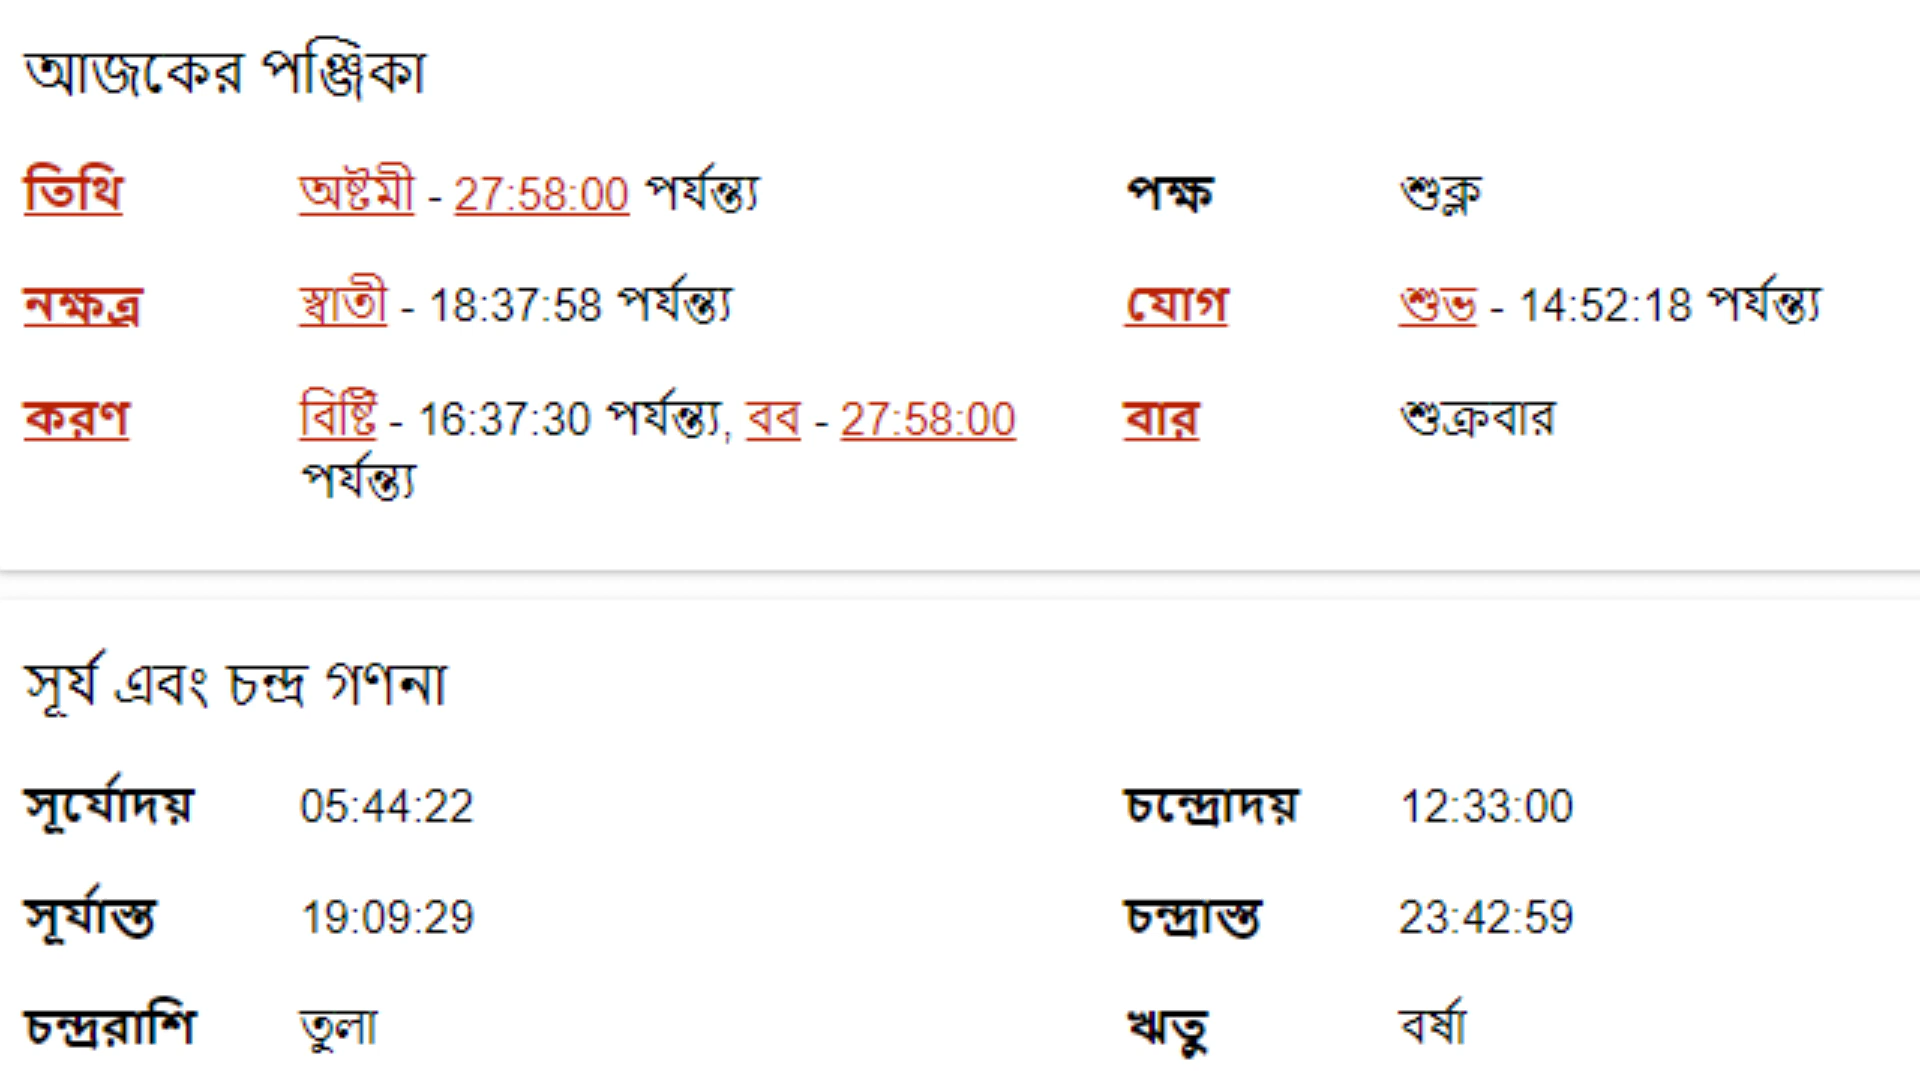 আজকের পঞ্জিকা
তিথি অষ্টমী - 27:58:00 পর্যন্ত্য পক্ষ শুক্ল
নক্ষত্র স্বাতী - 18:37:58 পর্যন্ত্য যোগ শুভ - 14:52:18 পর্যন্ত্য
করণ বিষ্টি - 16:37:30 পর্যন্ত্য, বব - 27:58:00 বার শুক্রবার
পর্যন্ত্য
সূর্য এবং চন্দ্র গণনা
সূর্যোদয় 05:44:22 চন্দ্রোদয় 12:33:00
সূর্যাস্ত 19:09:29 চন্দ্রাস্ত 23:42:59
চন্দ্ররাশি তুলা ঋতু বর্ষা